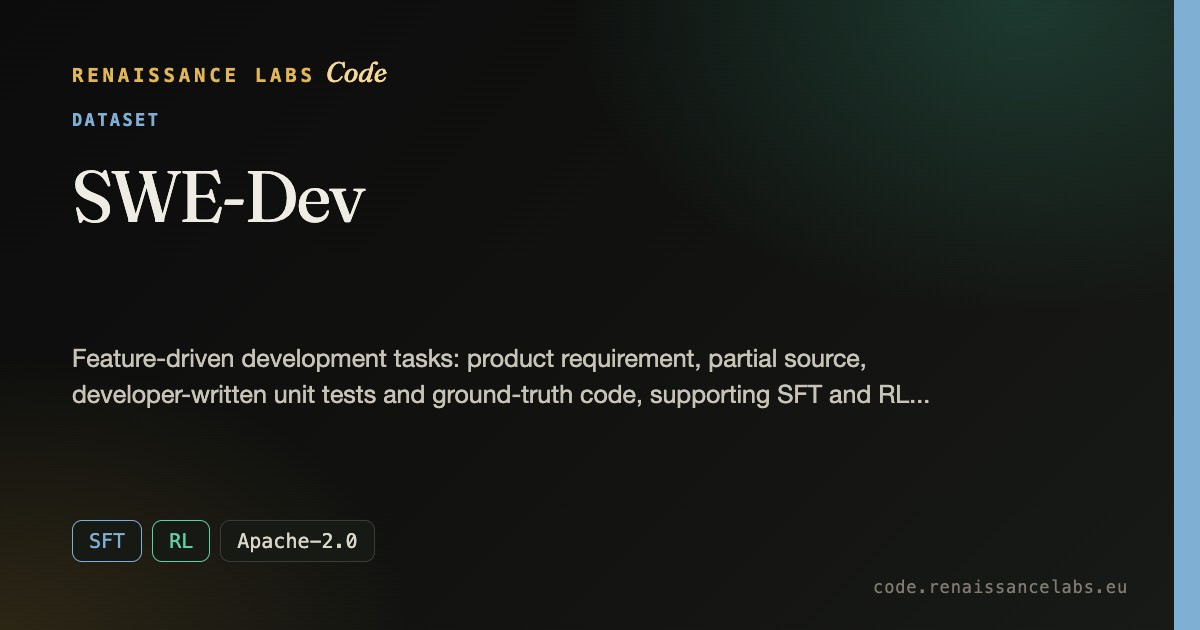 RENAISSANCE LABS Code
DATASET
SWE-Dev
Feature-driven development tasks: product requirement, partial source,
developer-written unit tests and ground-truth code, supporting SFT and RL...
SFT RL Apache-2.0
code.renaissancelabs.eu